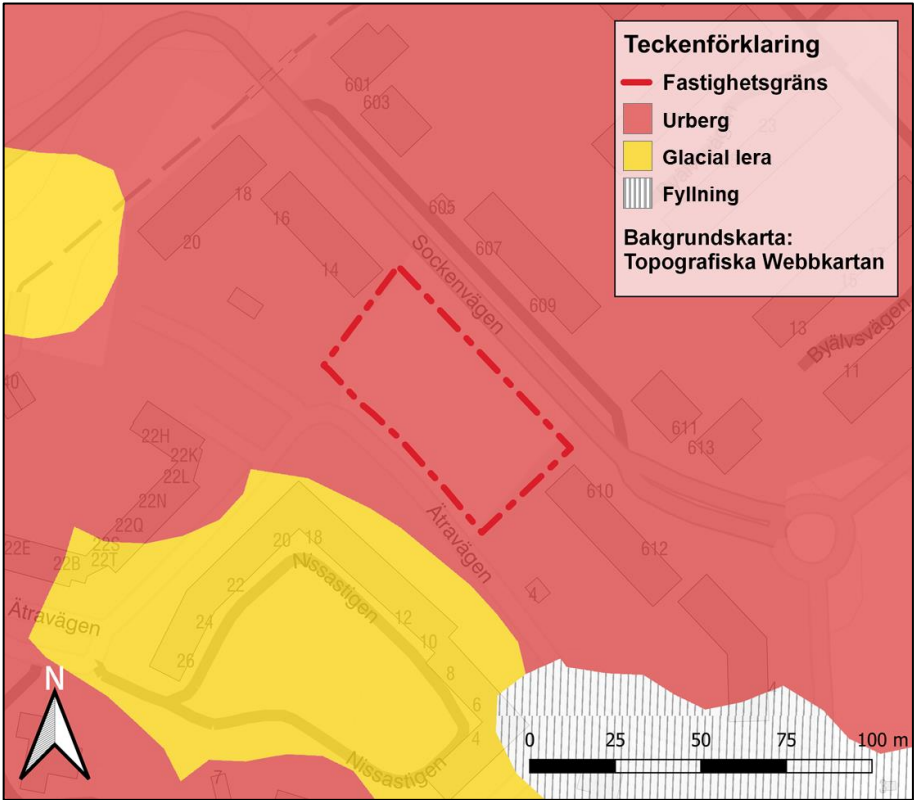 Teckenförklaring
Fastighetsgräns
Urberg
Glacial lera
Fyllning
Bakgrundskarta:
Topografiska Webbkartan
601
603
23
18
16
20
14
605
607
609
Sockenvägen
13
11
Byälvsvägen
611
613
610
612
22H
22K
22L
22N
22Q
22S
22T
22E
22B
Ätravägen
20
18
Nissastigen
22
24
26
12
10
8
6
4
Ätravägen
4
4
N
Nissastigen
7
0 25 50 75 100 m